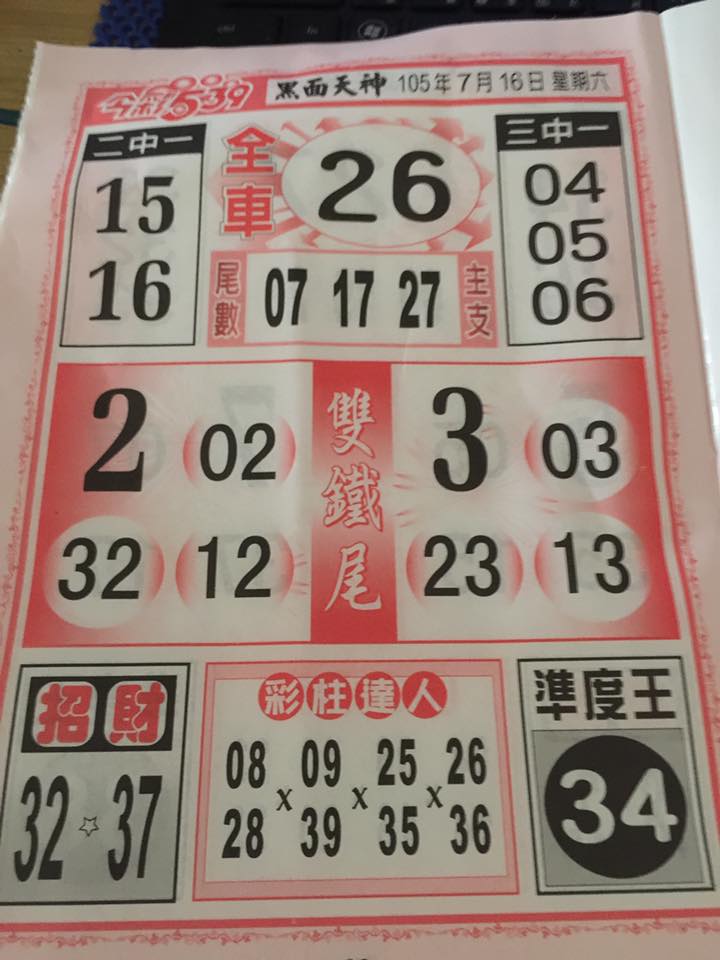 今彩539 黑面天神 105年7月16日 星期六
二中一
15
16
全車
26
尾數 07 17 27 主支
三中一
04
05
06
雙鐵尾
2 02
32 12
3 03
23 13
招財
32☆37
彩柱達人
08 x 09 x 25 x 26
28 39 35 36
準度王
34